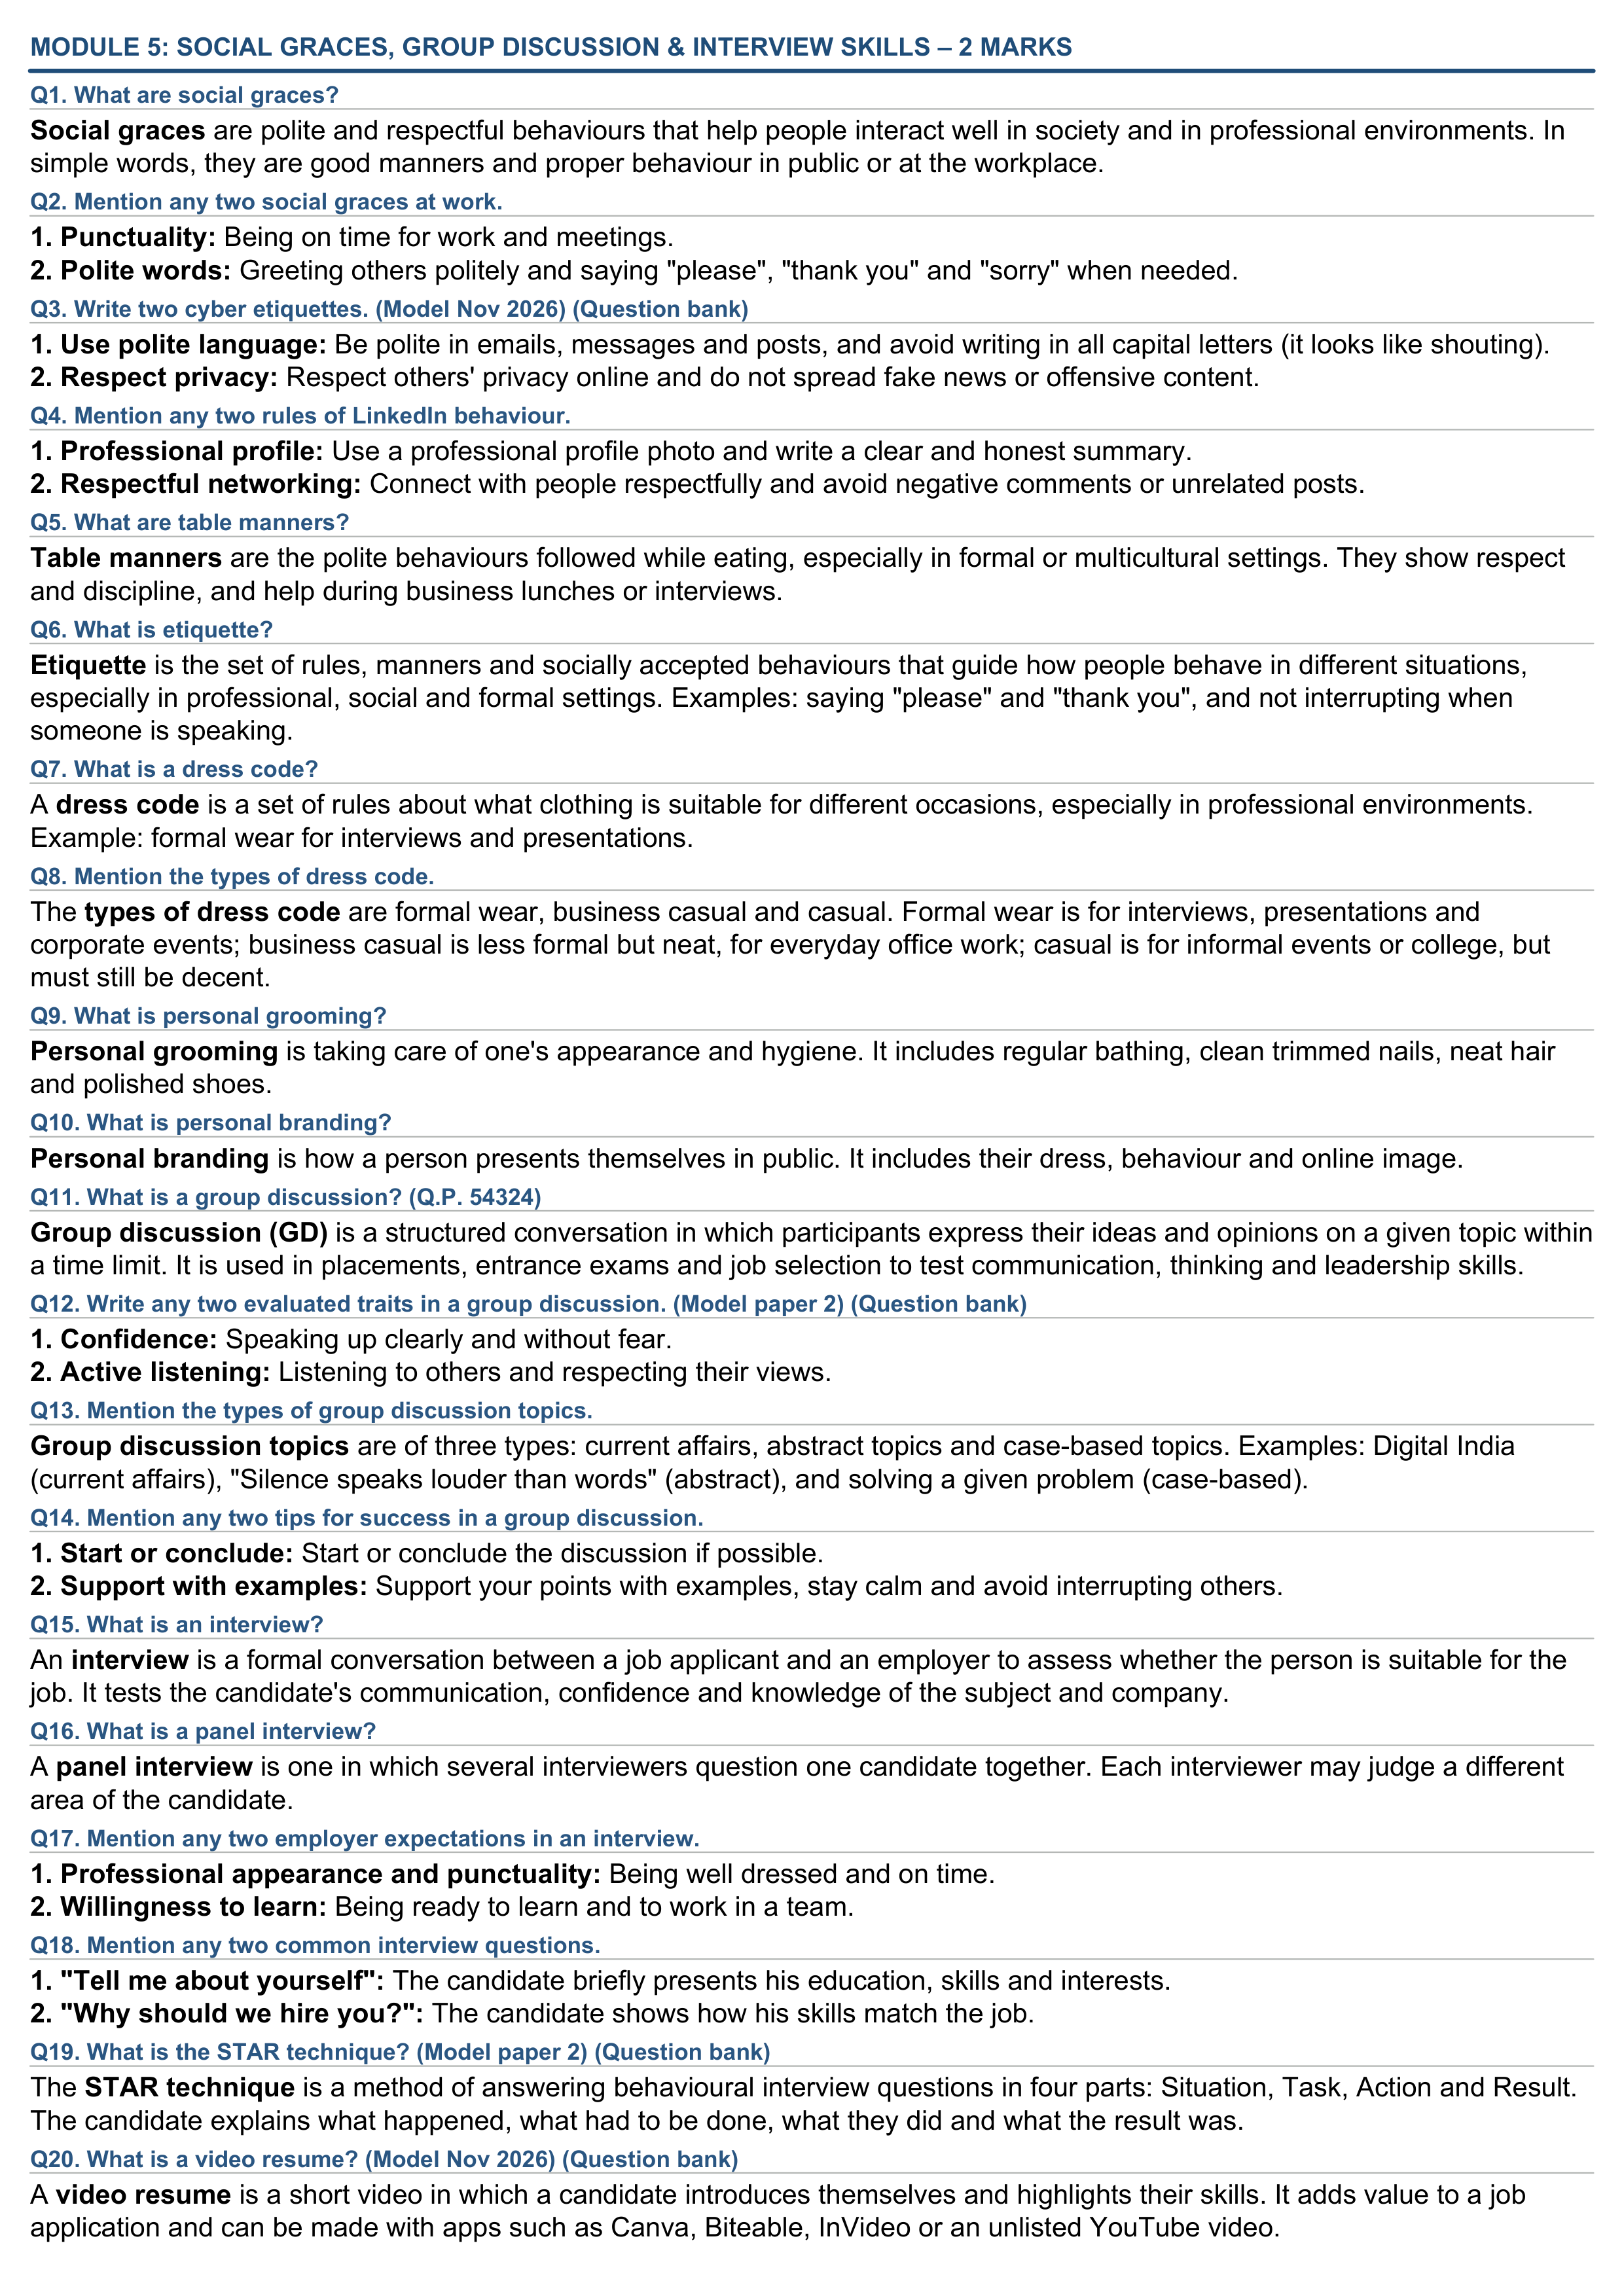 MODULE 5: SOCIAL GRACES, GROUP DISCUSSION & INTERVIEW SKILLS – 2 MARKS
Q1. What are social graces?
Social graces are polite and respectful behaviours that help people interact well in society and in professional environments. In
simple words, they are good manners and proper behaviour in public or at the workplace.
Q2. Mention any two social graces at work.
1. Punctuality: Being on time for work and meetings.
2. Polite words: Greeting others politely and saying "please", "thank you" and "sorry" when needed.
Q3. Write two cyber etiquettes. (Model Nov 2026) (Question bank)
1. Use polite language: Be polite in emails, messages and posts, and avoid writing in all capital letters (it looks like shouting).
2. Respect privacy: Respect others' privacy online and do not spread fake news or offensive content.
Q4. Mention any two rules of LinkedIn behaviour.
1. Professional profile: Use a professional profile photo and write a clear and honest summary.
2. Respectful networking: Connect with people respectfully and avoid negative comments or unrelated posts.
Q5. What are table manners?
Table manners are the polite behaviours followed while eating, especially in formal or multicultural settings. They show respect
and discipline, and help during business lunches or interviews.
Q6. What is etiquette?
Etiquette is the set of rules, manners and socially accepted behaviours that guide how people behave in different situations,
especially in professional, social and formal settings. Examples: saying "please" and "thank you", and not interrupting when
someone is speaking.
Q7. What is a dress code?
A dress code is a set of rules about what clothing is suitable for different occasions, especially in professional environments.
Example: formal wear for interviews and presentations.
Q8. Mention the types of dress code.
The types of dress code are formal wear, business casual and casual. Formal wear is for interviews, presentations and
corporate events; business casual is less formal but neat, for everyday office work; casual is for informal events or college, but
must still be decent.
Q9. What is personal grooming?
Personal grooming is taking care of one's appearance and hygiene. It includes regular bathing, clean trimmed nails, neat hair
and polished shoes.
Q10. What is personal branding?
Personal branding is how a person presents themselves in public. It includes their dress, behaviour and online image.
Q11. What is a group discussion? (Q.P. 54324)
Group discussion (GD) is a structured conversation in which participants express their ideas and opinions on a given topic within
a time limit. It is used in placements, entrance exams and job selection to test communication, thinking and leadership skills.
Q12. Write any two evaluated traits in a group discussion. (Model paper 2) (Question bank)
1. Confidence: Speaking up clearly and without fear.
2. Active listening: Listening to others and respecting their views.
Q13. Mention the types of group discussion topics.
Group discussion topics are of three types: current affairs, abstract topics and case-based topics. Examples: Digital India
(current affairs), "Silence speaks louder than words" (abstract), and solving a given problem (case-based).
Q14. Mention any two tips for success in a group discussion.
1. Start or conclude: Start or conclude the discussion if possible.
2. Support with examples: Support your points with examples, stay calm and avoid interrupting others.
Q15. What is an interview?
An interview is a formal conversation between a job applicant and an employer to assess whether the person is suitable for the
job. It tests the candidate's communication, confidence and knowledge of the subject and company.
Q16. What is a panel interview?
A panel interview is one in which several interviewers question one candidate together. Each interviewer may judge a different
area of the candidate.
Q17. Mention any two employer expectations in an interview.
1. Professional appearance and punctuality: Being well dressed and on time.
2. Willingness to learn: Being ready to learn and to work in a team.
Q18. Mention any two common interview questions.
1. "Tell me about yourself": The candidate briefly presents his education, skills and interests.
2. "Why should we hire you?": The candidate shows how his skills match the job.
Q19. What is the STAR technique? (Model paper 2) (Question bank)
The STAR technique is a method of answering behavioural interview questions in four parts: Situation, Task, Action and Result.
The candidate explains what happened, what had to be done, what they did and what the result was.
Q20. What is a video resume? (Model Nov 2026) (Question bank)
A video resume is a short video in which a candidate introduces themselves and highlights their skills. It adds value to a job
application and can be made with apps such as Canva, Biteable, InVideo or an unlisted YouTube video.